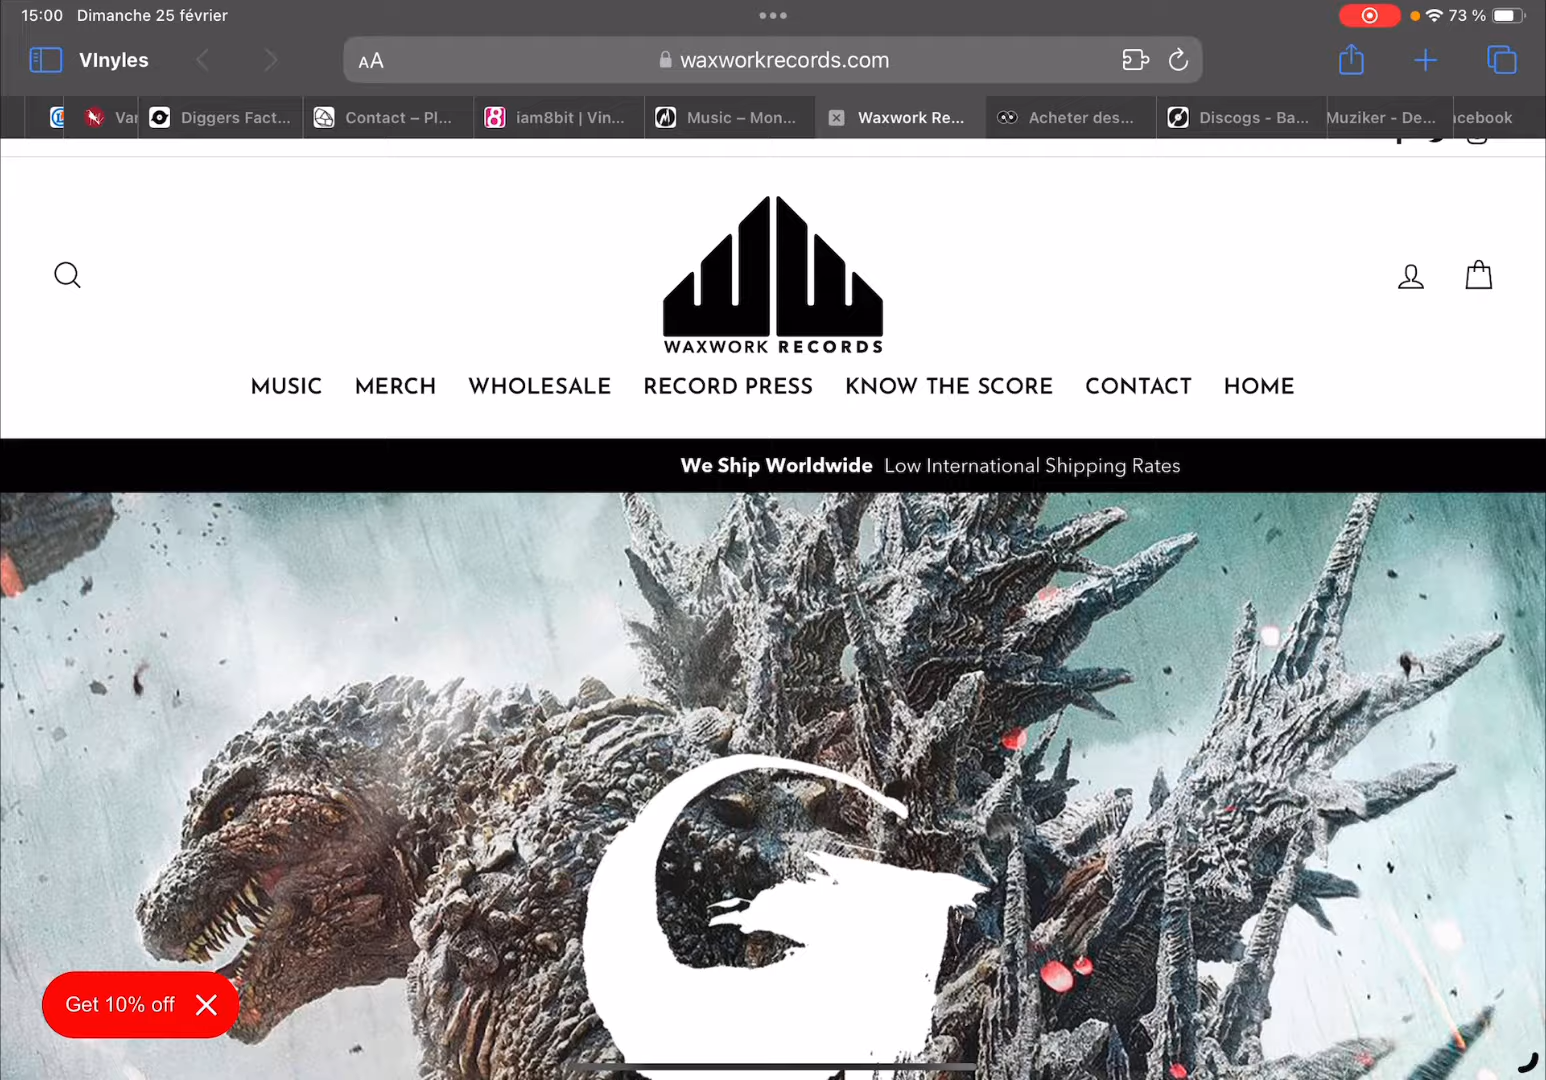 15:00 Dimanche 25 février
73 %
VInyles
AA
waxworkrecords.com
Var
Diggers Fact...
Contact – Pl...
iam8bit | Vin...
Music – Mon...
Waxwork Re...
Acheter des...
Discogs - Ba...
Muziker - De...
cebook
WAXWORK RECORDS
MUSIC MERCH WHOLESALE RECORD PRESS KNOW THE SCORE CONTACT HOME
We Ship Worldwide Low International Shipping Rates
Get 10% off